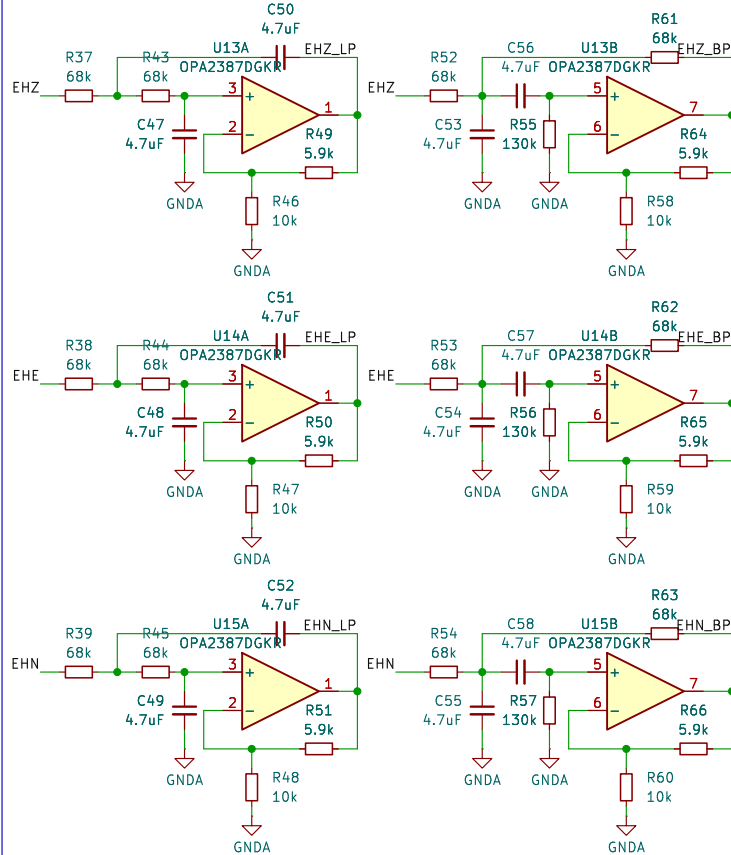 C50
4.7uF
R37
68k
R43
68k
U13A
OPA2387DGKR
EHZ_LP
EHZ
3
+
2
−
1
C47
4.7uF
R49
5.9k
GNDA
R46
10k
GNDA
R61
68k
R52
68k
C56
4.7uF
U13B
OPA2387DGKR
EHZ_BP
EHZ
5
+
6
−
7
C53
4.7uF
R55
130k
R64
5.9k
GNDA
GNDA
R58
10k
GNDA
C51
4.7uF
R38
68k
R44
68k
U14A
OPA2387DGKR
EHE_LP
EHE
3
+
2
−
1
C48
4.7uF
R50
5.9k
GNDA
R47
10k
GNDA
R62
68k
R53
68k
C57
4.7uF
U14B
OPA2387DGKR
EHE_BP
EHE
5
+
6
−
7
C54
4.7uF
R56
130k
R65
5.9k
GNDA
GNDA
R59
10k
GNDA
C52
4.7uF
R39
68k
R45
68k
U15A
OPA2387DGKR
EHN_LP
EHN
3
+
2
−
1
C49
4.7uF
R51
5.9k
GNDA
R48
10k
GNDA
R63
68k
R54
68k
C58
4.7uF
U15B
OPA2387DGKR
EHN_BP
EHN
5
+
6
−
7
C55
4.7uF
R57
130k
R66
5.9k
GNDA
GNDA
R60
10k
GNDA